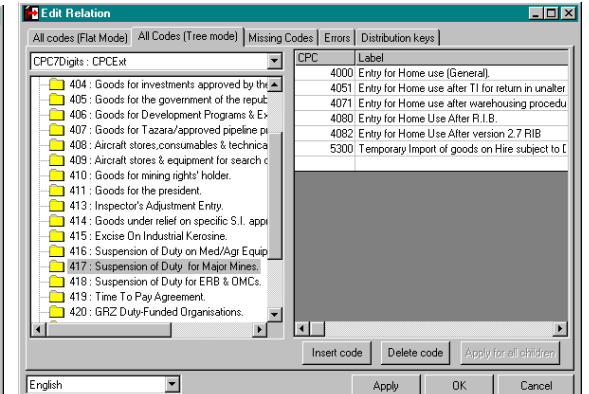 Edit Relation
All codes (Flat Mode) All Codes (Tree mode) Missing Codes Errors Distribution keys
CPC7Digits : CPCExt
404 : Goods for investments approved by the
405 : Goods for the government of the repub
406 : Goods for Development Programs & Ex
407 : Goods for Tazara/approved pipeline pr
408 : Aircraft stores,consumables & technica
409 : Aircraft stores & equipment for search o
410 : Goods for mining rights' holder.
411 : Goods for the president.
413 : Inspector's Adjustment Entry.
414 : Goods under relief on specific S.I. appr
415 : Excise On Industrial Kerosine.
416 : Suspension of Duty on Med/Agr Equip
417 : Suspension of Duty for Major Mines.
418 : Suspension of Duty for ERB & OMCs.
419 : Time To Pay Agreement.
420 : GRZ Duty-Funded Organisations.
CPC Label
4000 Entry for Home use (General).
4051 Entry for Home use after TI for return in unalter
4071 Entry for Home use after warehousing procedu
4080 Entry for Home Use After R.I.B.
4082 Entry for Home Use After version 2.7 RIB
5300 Temporary Import of goods on Hire subject to D
Insert code Delete code Apply for all children
English Apply OK Cancel